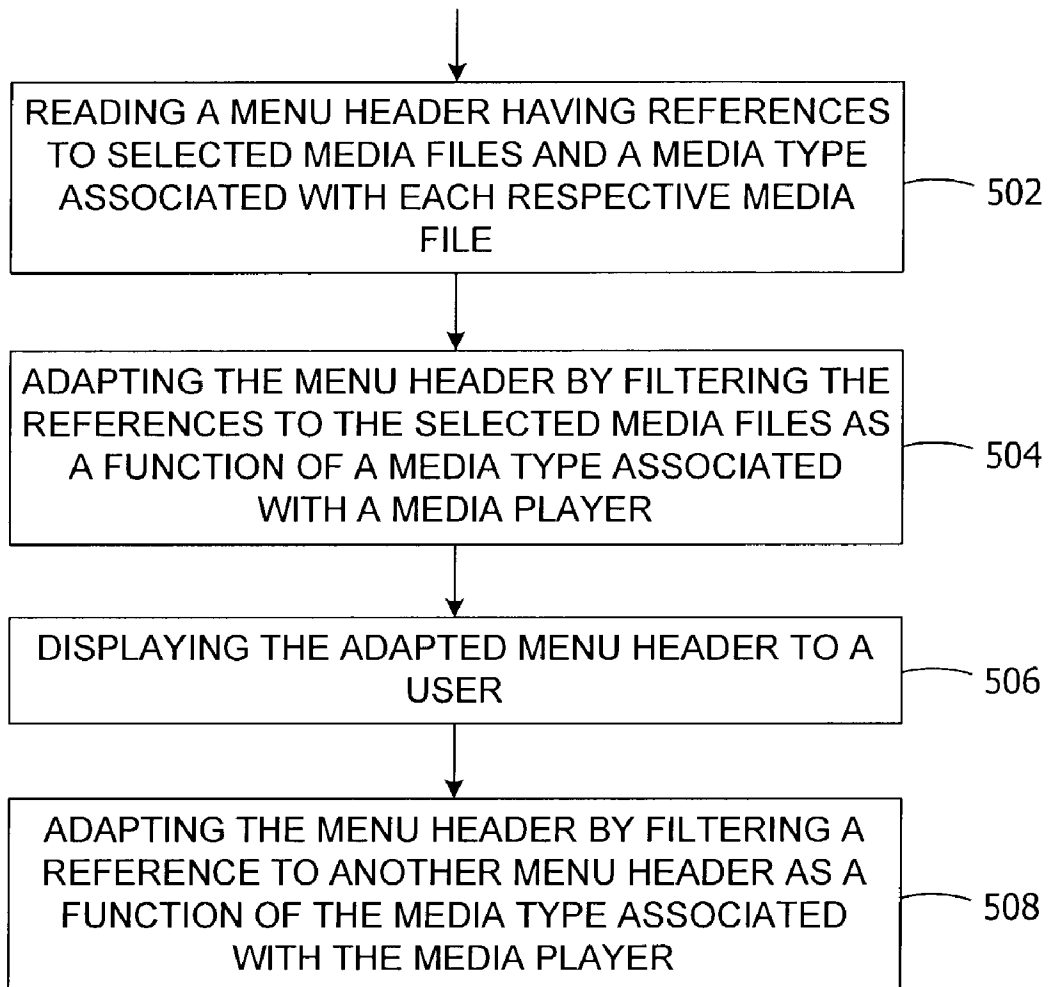 READING A MENU HEADER HAVING REFERENCES
TO SELECTED MEDIA FILES AND A MEDIA TYPE
ASSOCIATED WITH EACH RESPECTIVE MEDIA
FILE
502
ADAPTING THE MENU HEADER BY FILTERING THE
REFERENCES TO THE SELECTED MEDIA FILES AS
A FUNCTION OF A MEDIA TYPE ASSOCIATED
WITH A MEDIA PLAYER
504
DISPLAYING THE ADAPTED MENU HEADER TO A
USER
506
ADAPTING THE MENU HEADER BY FILTERING A
REFERENCE TO ANOTHER MENU HEADER AS A
FUNCTION OF THE MEDIA TYPE ASSOCIATED
WITH THE MEDIA PLAYER
508